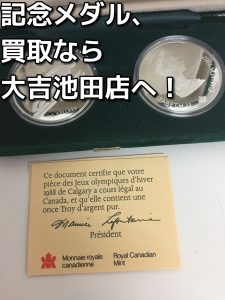 記念メダル、
買取なら
大吉池田店へ！
ELIZABETH II
Ce document certifie que votre
pièce des Jeux olympiques d'hiver
1988 de Calgary a cours légal au
Canada, et qu'elle contient une
once Troy d'argent pur.
Président
Monnaie royale Royal Canadian
canadienne Mint